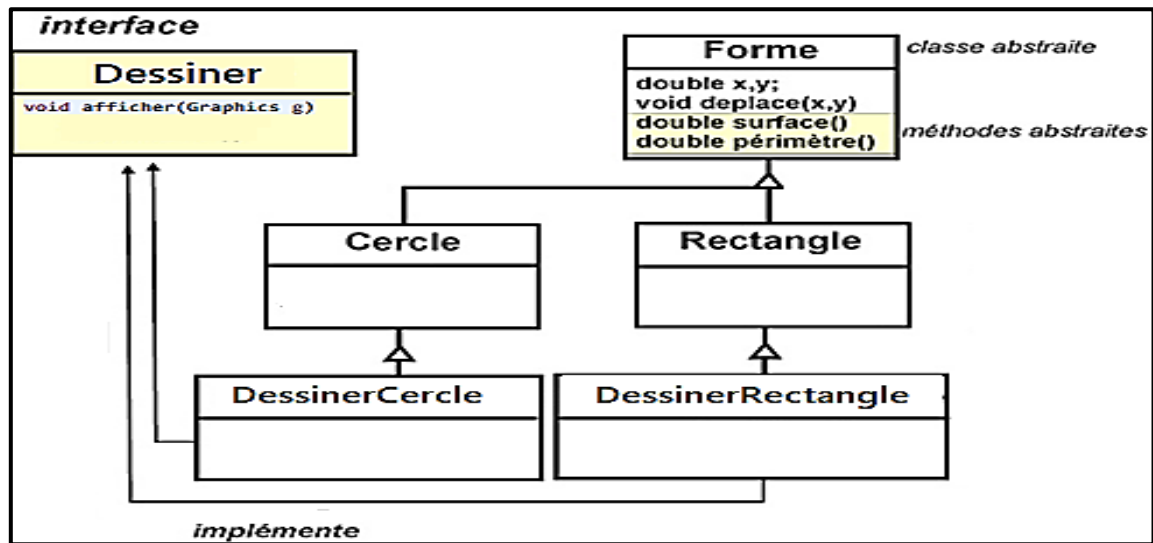 interface
Dessiner
void afficher(Graphics g)
Forme
classe abstraite
double x,y;
void deplace(x,y)
double surface()
double périmètre()
méthodes abstraites
Cercle
Rectangle
DessinerCercle
DessinerRectangle
implémente